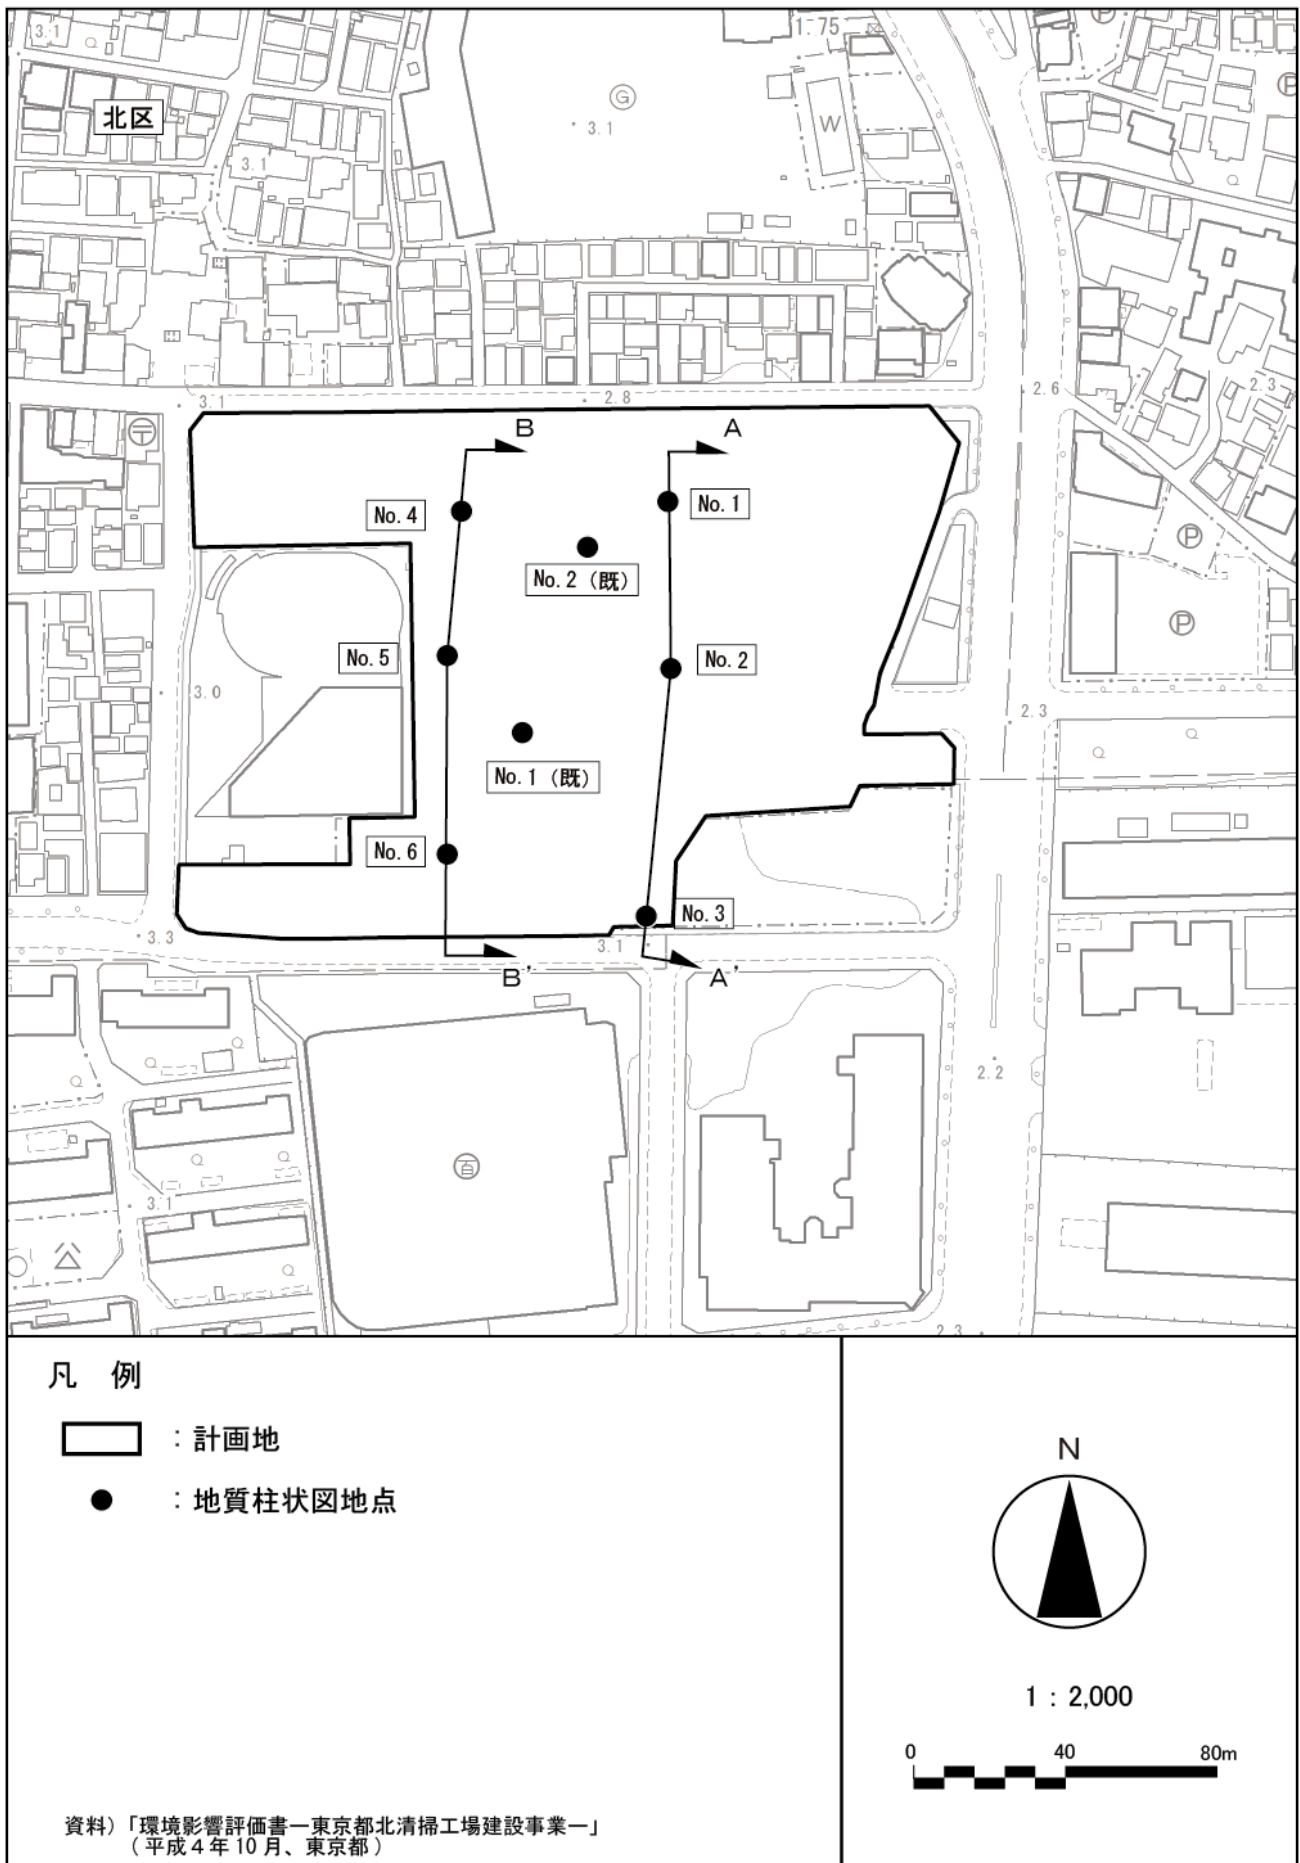 3.1
1.75
P
G
P
北区
3.1
W
3.1
2.3
3.1
2.8
2.6
B
A
No. 4
No. 1
No. 2（既）
P
P
No. 5
No. 2
3.0
2.3
No. 1（既）
No. 6
No. 3
3.3
3.1
B'
A'
2.2
百
3.1
2.3
凡　例
：計画地
：地質柱状図地点
N
1：2,000
0　40　80m
資料）「環境影響評価書―東京都北清掃工場建設事業―」
（平成４年10月、東京都）